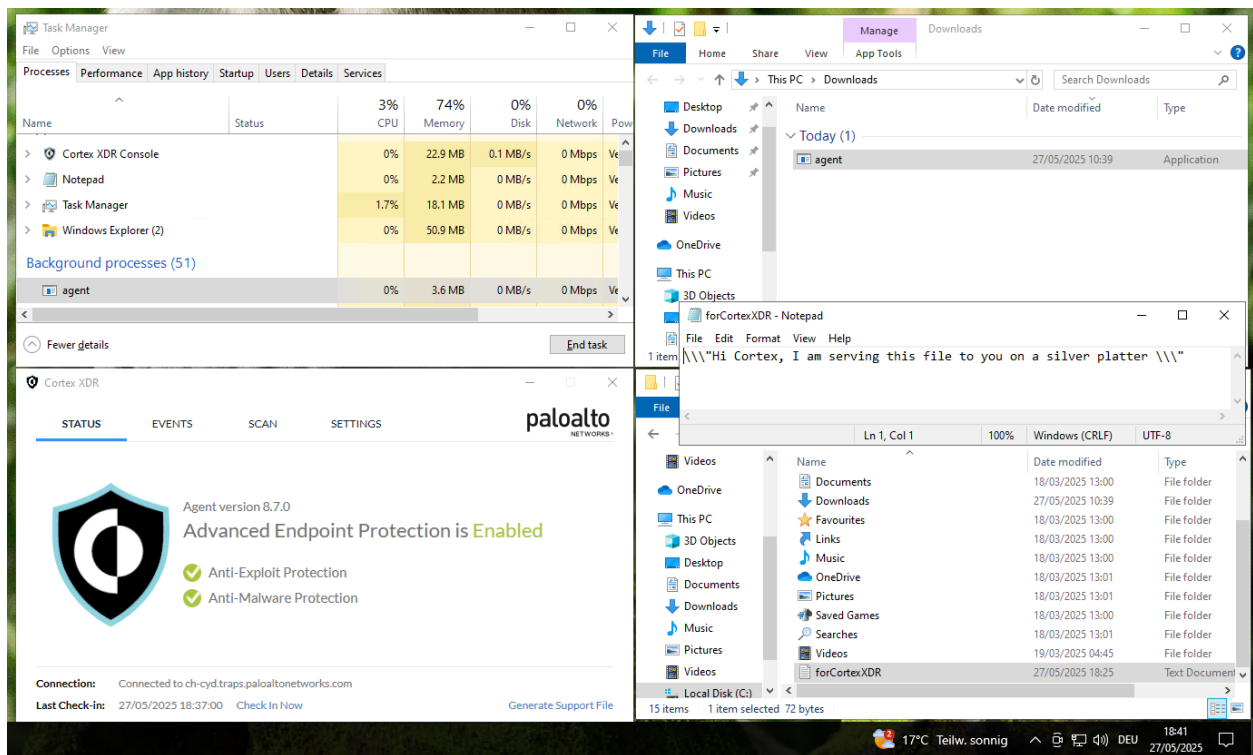 Task Manager
File Options View
Processes Performance App history Startup Users Details Services
3% 74% 0% 0%
Name Status CPU Memory Disk Network Pow
Cortex XDR Console 0% 22.9 MB 0.1 MB/s 0 Mbps Ve
Notepad 0% 2.2 MB 0 MB/s 0 Mbps Ve
Task Manager 1.7% 18.1 MB 0 MB/s 0 Mbps Ve
Windows Explorer (2) 0% 50.9 MB 0 MB/s 0 Mbps Ve
Background processes (51)
agent 0% 3.6 MB 0 MB/s 0 Mbps Ve
Fewer details End task
Manage Downloads
File Home Share View App Tools
This PC > Downloads Search Downloads
Name Date modified Type
Today (1)
agent 27/05/2025 10:39 Application
Desktop
Downloads
Documents
Pictures
Music
Videos
OneDrive
This PC
3D Objects
1 item
forCortexXDR - Notepad
File Edit Format View Help
\\\"Hi Cortex, I am serving this file to you on a silver platter \\\"
Ln 1, Col 1 100% Windows (CRLF) UTF-8
Cortex XDR
STATUS EVENTS SCAN SETTINGS
paloalto
NETWORKS
Agent version 8.7.0
Advanced Endpoint Protection is Enabled
Anti-Exploit Protection
Anti-Malware Protection
Connection: Connected to ch-cyd.traps.paloaltonetworks.com
Last Check-in: 27/05/2025 18:37:00 Check In Now Generate Support File
File
Videos
OneDrive
This PC
3D Objects
Desktop
Documents
Downloads
Music
Pictures
Videos
Local Disk (C:)
Name Date modified Type
Documents 18/03/2025 13:00 File folder
Downloads 27/05/2025 10:39 File folder
Favourites 18/03/2025 13:00 File folder
Links 18/03/2025 13:00 File folder
Music 18/03/2025 13:00 File folder
OneDrive 18/03/2025 13:01 File folder
Pictures 18/03/2025 13:01 File folder
Saved Games 18/03/2025 13:00 File folder
Searches 18/03/2025 13:01 File folder
Videos 19/03/2025 04:45 File folder
forCortexXDR 27/05/2025 18:25 Text Document
15 items 1 item selected 72 bytes
2
17°C Teilw. sonnig DEU 18:41
27/05/2025